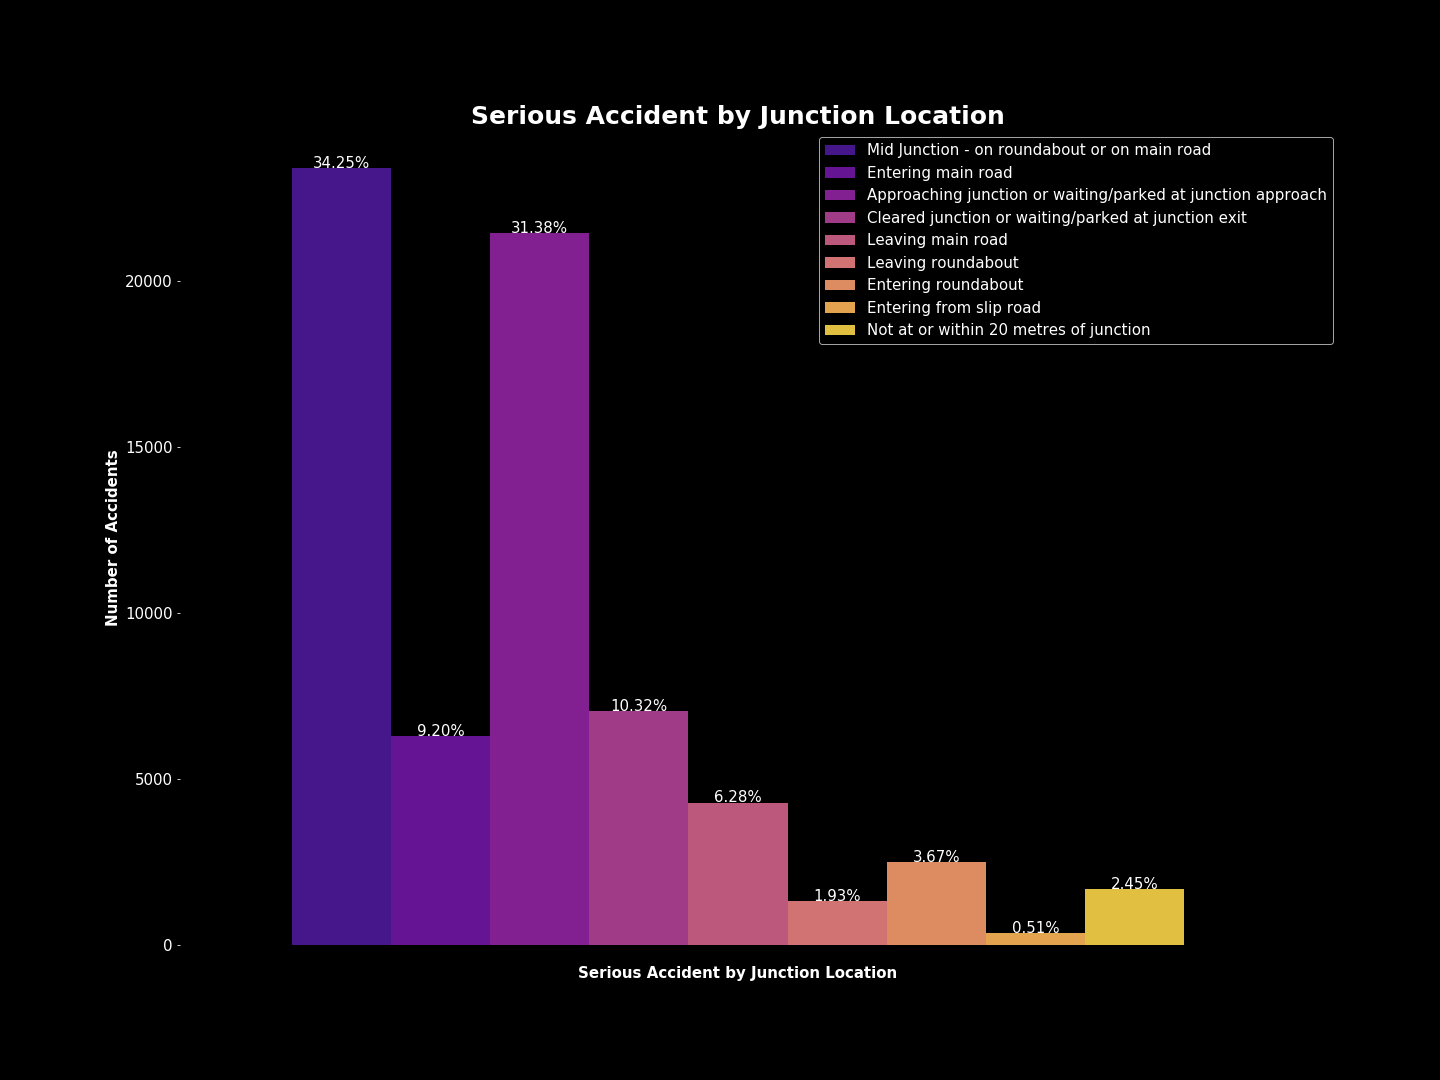 Serious Accident by Junction Location
Mid Junction - on roundabout or on main road
Entering main road
Approaching junction or waiting/parked at junction approach
Cleared junction or waiting/parked at junction exit
Leaving main road
Leaving roundabout
Entering roundabout
Entering from slip road
Not at or within 20 metres of junction
34.25%
9.20%
31.38%
10.32%
6.28%
1.93%
3.67%
0.51%
2.45%
20000
15000
10000
5000
0
Number of Accidents
Serious Accident by Junction Location